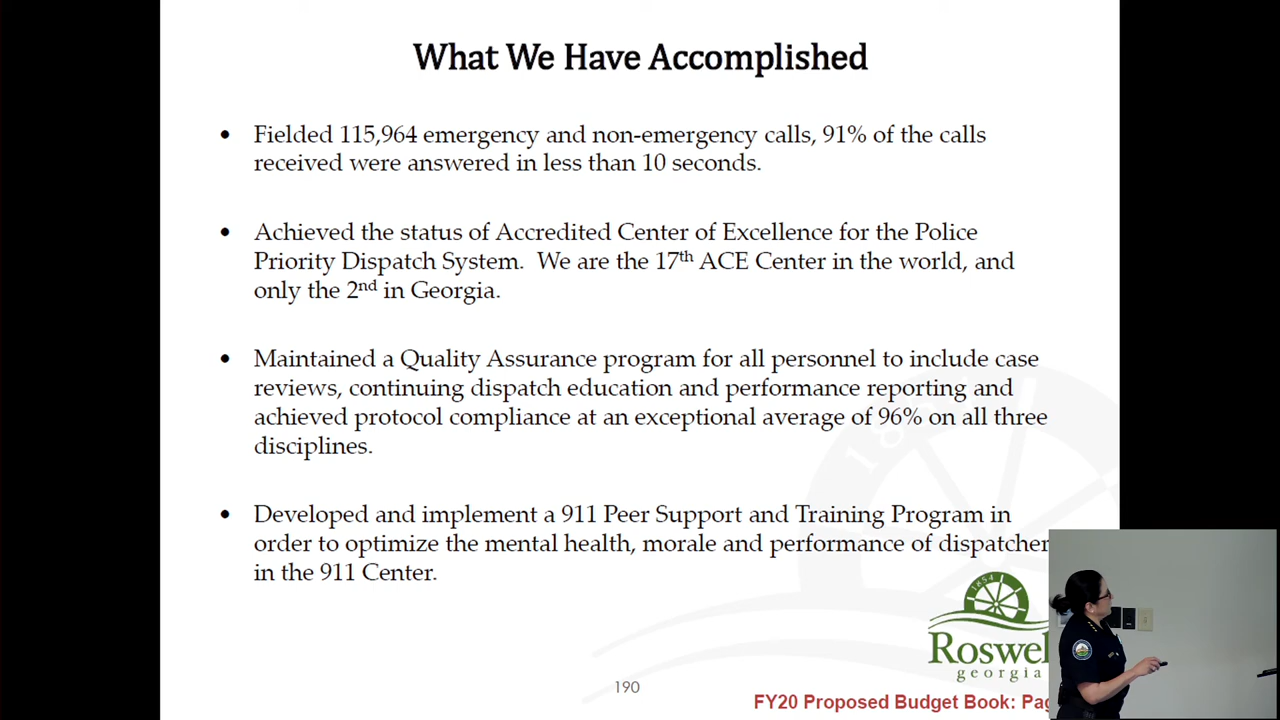 What We Have Accomplished
• Fielded 115,964 emergency and non-emergency calls, 91% of the calls
received were answered in less than 10 seconds.
• Achieved the status of Accredited Center of Excellence for the Police
Priority Dispatch System. We are the 17th ACE Center in the world, and
only the 2nd in Georgia.
• Maintained a Quality Assurance program for all personnel to include case
reviews, continuing dispatch education and performance reporting and
achieved protocol compliance at an exceptional average of 96% on all three
disciplines.
• Developed and implement a 911 Peer Support and Training Program in
order to optimize the mental health, morale and performance of dispatcher
in the 911 Center.
1854
Roswel
georgia
190
FY20 Proposed Budget Book: